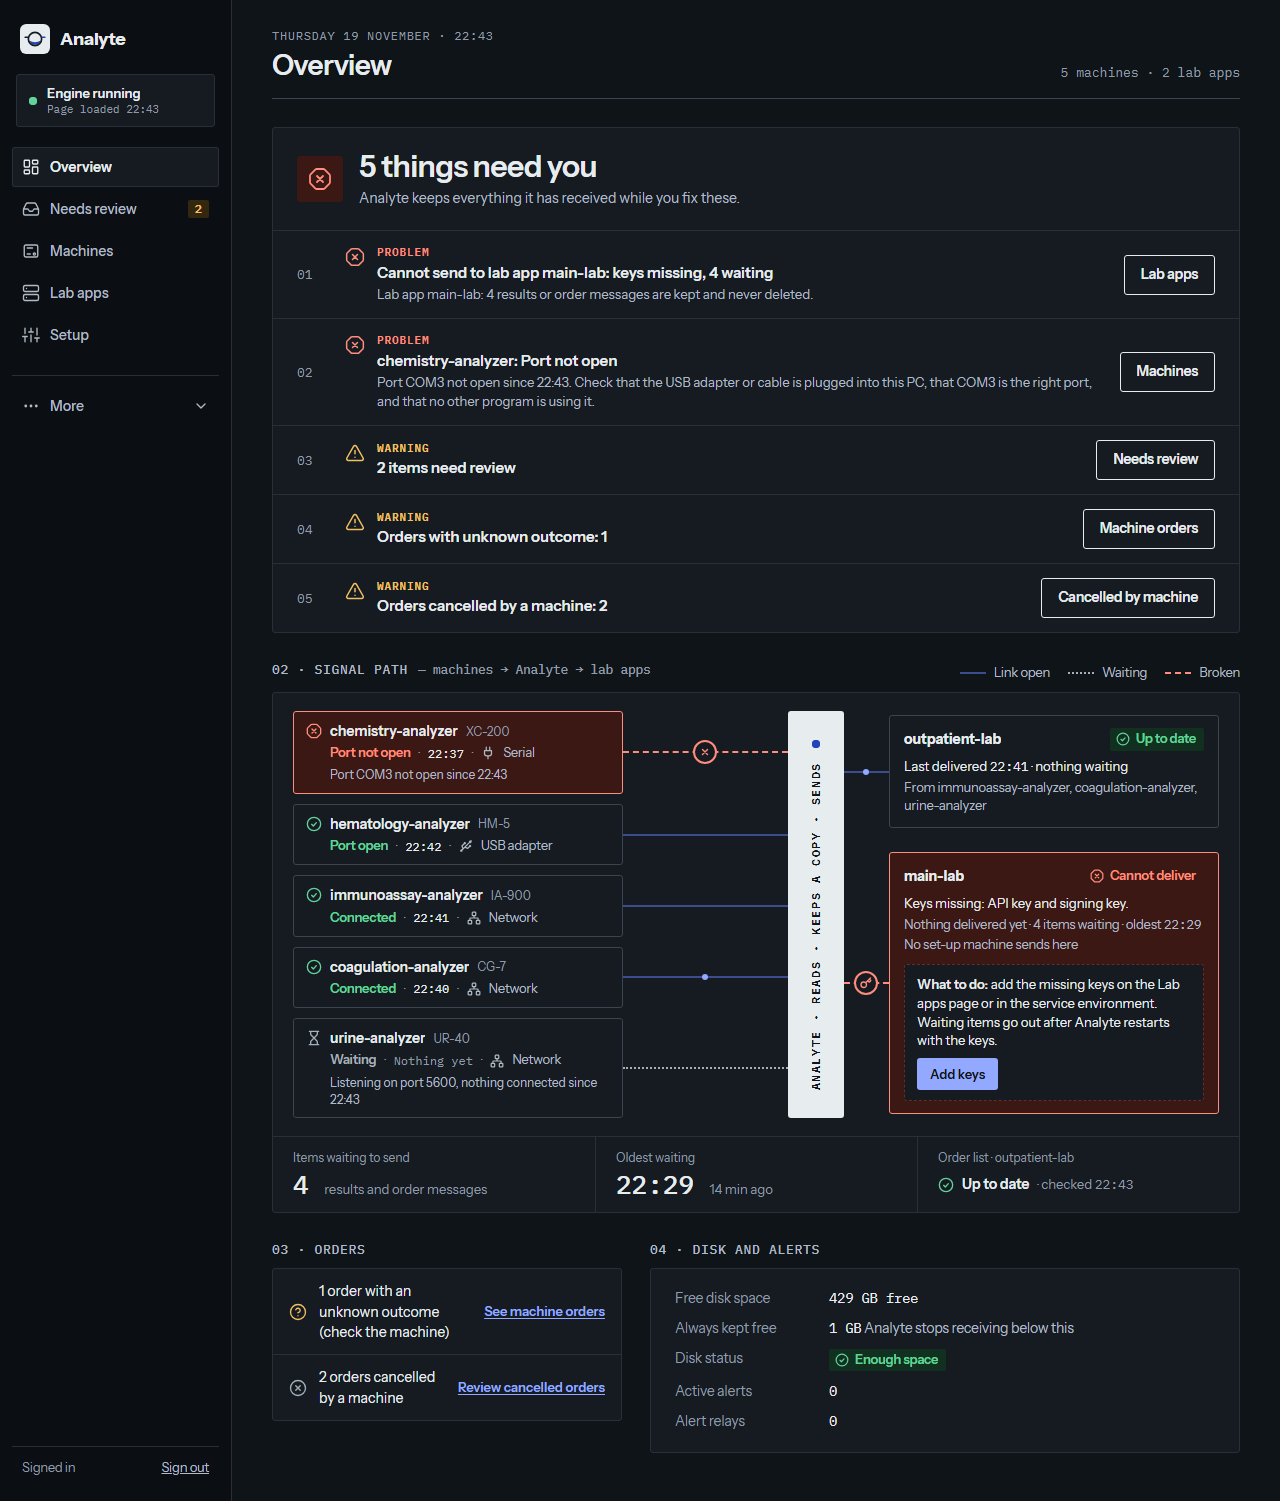 Analyte
Engine running
Page loaded 22:43
Overview
Needs review 2
Machines
Lab apps
Setup
More
Signed in Sign out
THURSDAY 19 NOVEMBER · 22:43
Overview
5 machines · 2 lab apps
5 things need you
Analyte keeps everything it has received while you fix these.
01
PROBLEM
Cannot send to lab app main-lab: keys missing, 4 waiting
Lab app main-lab: 4 results or order messages are kept and never deleted.
Lab apps
02
PROBLEM
chemistry-analyzer: Port not open
Port COM3 not open since 22:43. Check that the USB adapter or cable is plugged into this PC, that COM3 is the right port,
and that no other program is using it.
Machines
03
WARNING
2 items need review
Needs review
04
WARNING
Orders with unknown outcome: 1
Machine orders
05
WARNING
Orders cancelled by a machine: 2
Cancelled by machine
02 · SIGNAL PATH — machines → Analyte → lab apps
Link open Waiting Broken
chemistry-analyzer XC-200
Port not open · 22:37 · Serial
Port COM3 not open since 22:43
hematology-analyzer HM-5
Port open · 22:42 · USB adapter
immunoassay-analyzer IA-900
Connected · 22:41 · Network
coagulation-analyzer CG-7
Connected · 22:40 · Network
urine-analyzer UR-40
Waiting · Nothing yet · Network
Listening on port 5600, nothing connected since
22:43
ANALYTE · READS · KEEPS A COPY · SENDS
outpatient-lab Up to date
Last delivered 22:41 · nothing waiting
From immunoassay-analyzer, coagulation-analyzer,
urine-analyzer
main-lab Cannot deliver
Keys missing: API key and signing key.
Nothing delivered yet · 4 items waiting · oldest 22:29
No set-up machine sends here
What to do: add the missing keys on the Lab
apps page or in the service environment.
Waiting items go out after Analyte restarts
with the keys.
Add keys
Items waiting to send
4 results and order messages
Oldest waiting
22:29 14 min ago
Order list · outpatient-lab
Up to date · checked 22:43
03 · ORDERS
1 order with an
unknown outcome
(check the machine)
See machine orders
2 orders cancelled
by a machine
Review cancelled orders
04 · DISK AND ALERTS
Free disk space 429 GB free
Always kept free 1 GB Analyte stops receiving below this
Disk status Enough space
Active alerts 0
Alert relays 0